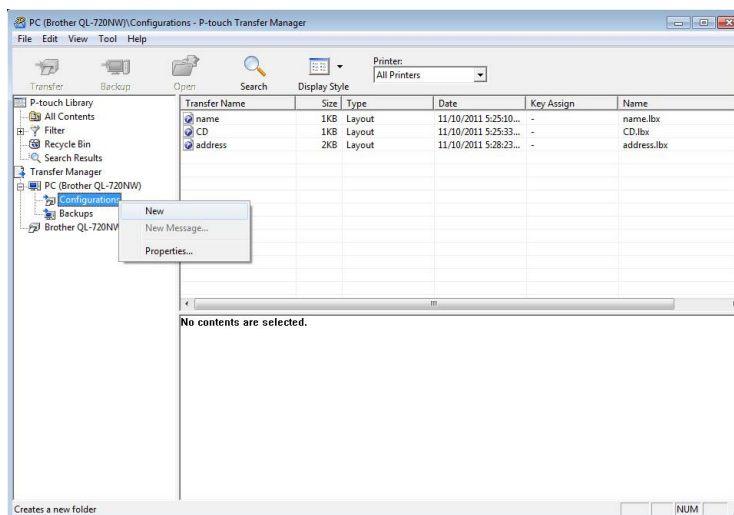 PC (Brother QL-720NW)\Configurations - P-touch Transfer Manager
File Edit View Tool Help
Printer:
All Printers
Transfer Backup Open Search Display Style
P-touch Library
All Contents
Filter
Recycle Bin
Search Results
Transfer Manager
PC (Brother QL-720NW)
Configurations
Backups
Brother QL-720NW
New
New Message...
Properties...
Transfer Name Size Type Date Key Assign Name
name 1KB Layout 11/10/2011 5:25:10... - name.lbx
CD 1KB Layout 11/10/2011 5:25:33... - CD.lbx
address 2KB Layout 11/10/2011 5:28:23... - address.lbx
No contents are selected.
Creates a new folder NUM